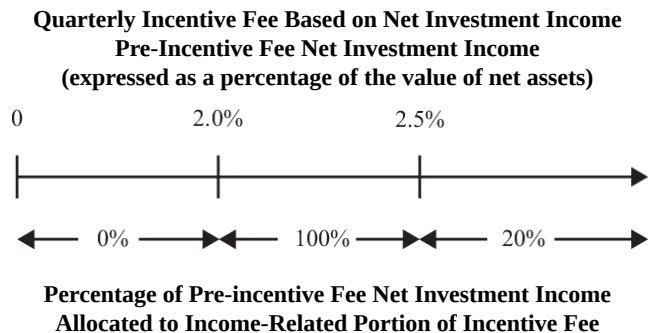 Quarterly Incentive Fee Based on Net Investment Income
Pre-Incentive Fee Net Investment Income
(expressed as a percentage of the value of net assets)
0 2.0% 2.5%
0% 100% 20%
Percentage of Pre-incentive Fee Net Investment Income
Allocated to Income-Related Portion of Incentive Fee